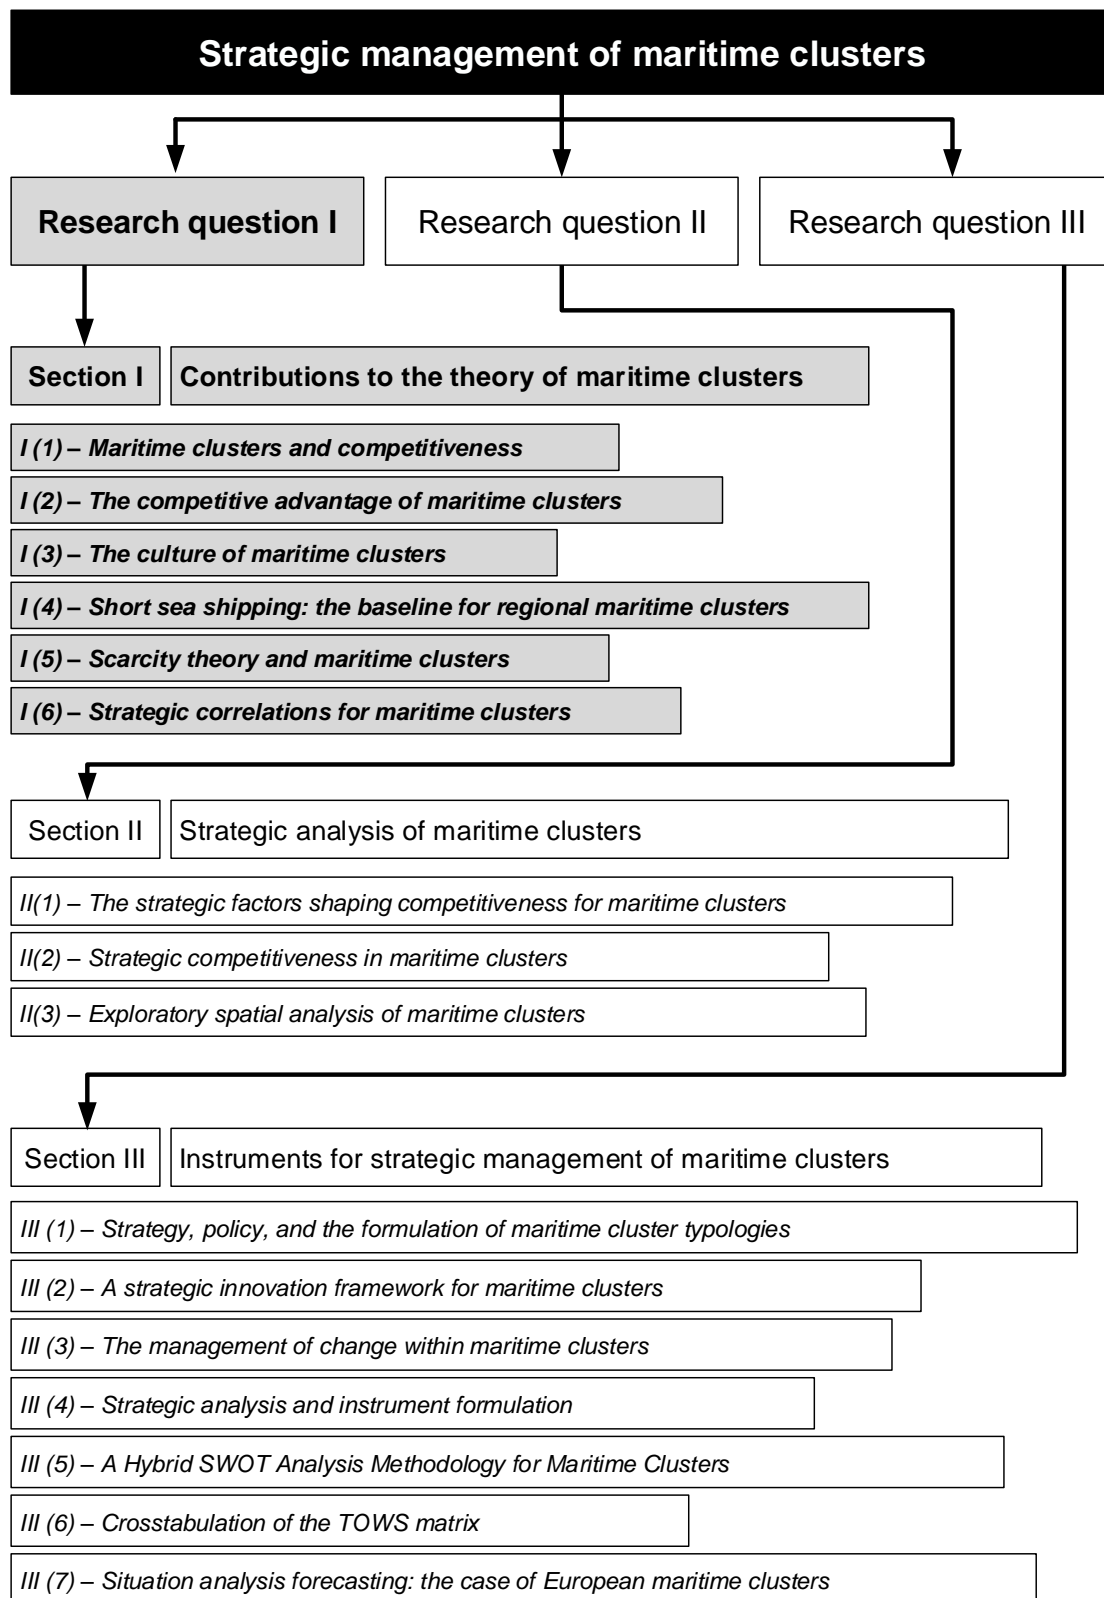 Strategic management of maritime clusters
Research question I
Research question II
Research question III
Section I
Contributions to the theory of maritime clusters
I (1) – Maritime clusters and competitiveness
I (2) – The competitive advantage of maritime clusters
I (3) – The culture of maritime clusters
I (4) – Short sea shipping: the baseline for regional maritime clusters
I (5) – Scarcity theory and maritime clusters
I (6) – Strategic correlations for maritime clusters
Section II
Strategic analysis of maritime clusters
II(1) – The strategic factors shaping competitiveness for maritime clusters
II(2) – Strategic competitiveness in maritime clusters
II(3) – Exploratory spatial analysis of maritime clusters
Section III
Instruments for strategic management of maritime clusters
III (1) – Strategy, policy, and the formulation of maritime cluster typologies
III (2) – A strategic innovation framework for maritime clusters
III (3) – The management of change within maritime clusters
III (4) – Strategic analysis and instrument formulation
III (5) – A Hybrid SWOT Analysis Methodology for Maritime Clusters
III (6) – Crosstabulation of the TOWS matrix
III (7) – Situation analysis forecasting: the case of European maritime clusters